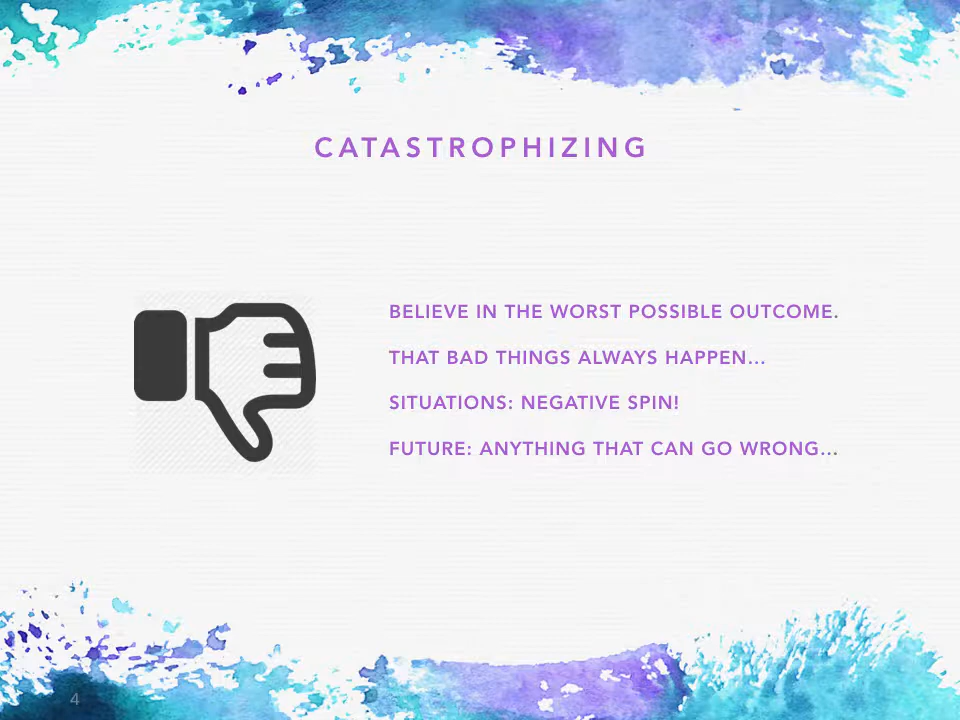 CATASTROPHIZING
BELIEVE IN THE WORST POSSIBLE OUTCOME.
THAT BAD THINGS ALWAYS HAPPEN...
SITUATIONS: NEGATIVE SPIN!
FUTURE: ANYTHING THAT CAN GO WRONG...
4